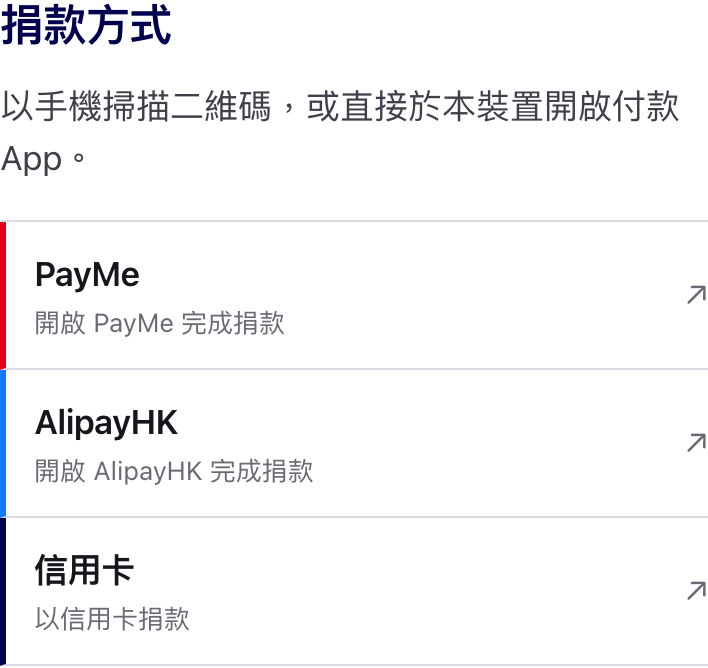 捐款方式
以手機掃描二維碼，或直接於本裝置開啟付款
App。
PayMe
開啟 PayMe 完成捐款
AlipayHK
開啟 AlipayHK 完成捐款
信用卡
以信用卡捐款